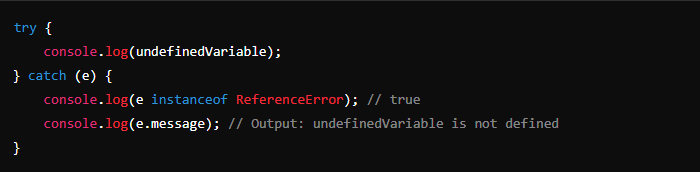 try {
    console.log(undefinedVariable);
} catch (e) {
    console.log(e instanceof ReferenceError); // true
    console.log(e.message); // Output: undefinedVariable is not defined
}